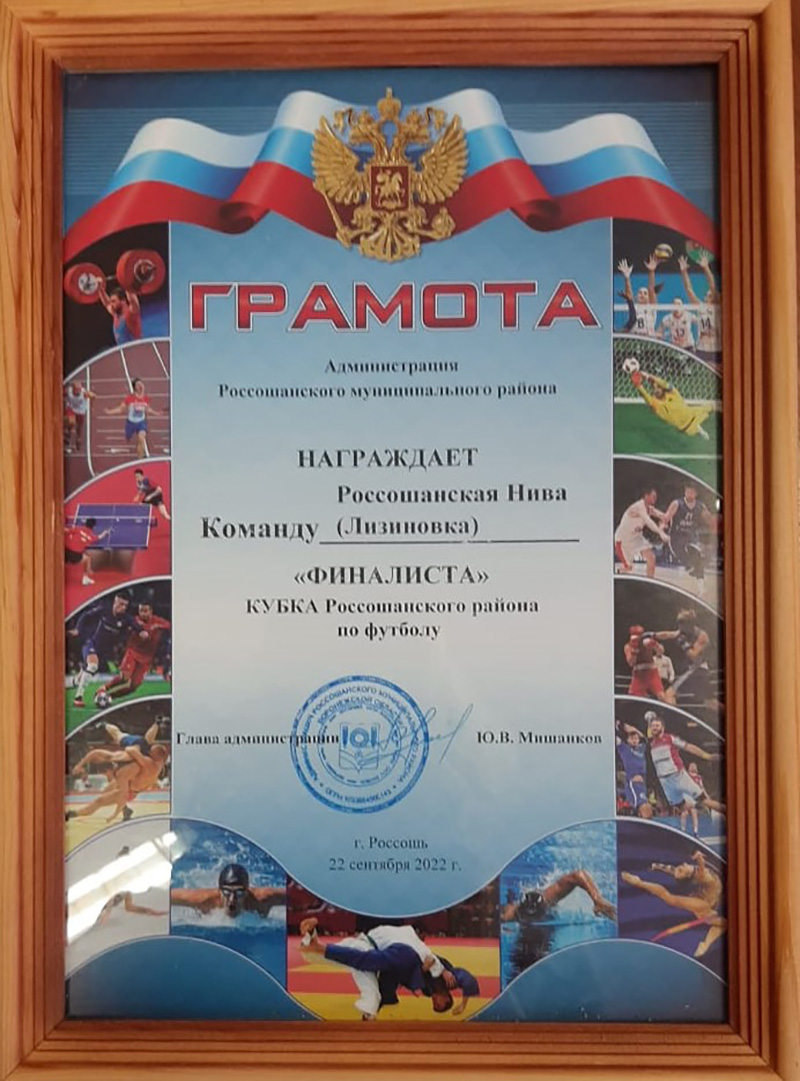 ГРАМОТА
Администрация
Россошанского муниципального района
НАГРАЖДАЕТ
Россошанская Нива
Команду (Лизиновка)
«ФИНАЛИСТА»
КУБКА Россошанского района
по футболу
Глава администрации Ю.В. Мишанков
г. Россошь
22 сентября 2022 г.